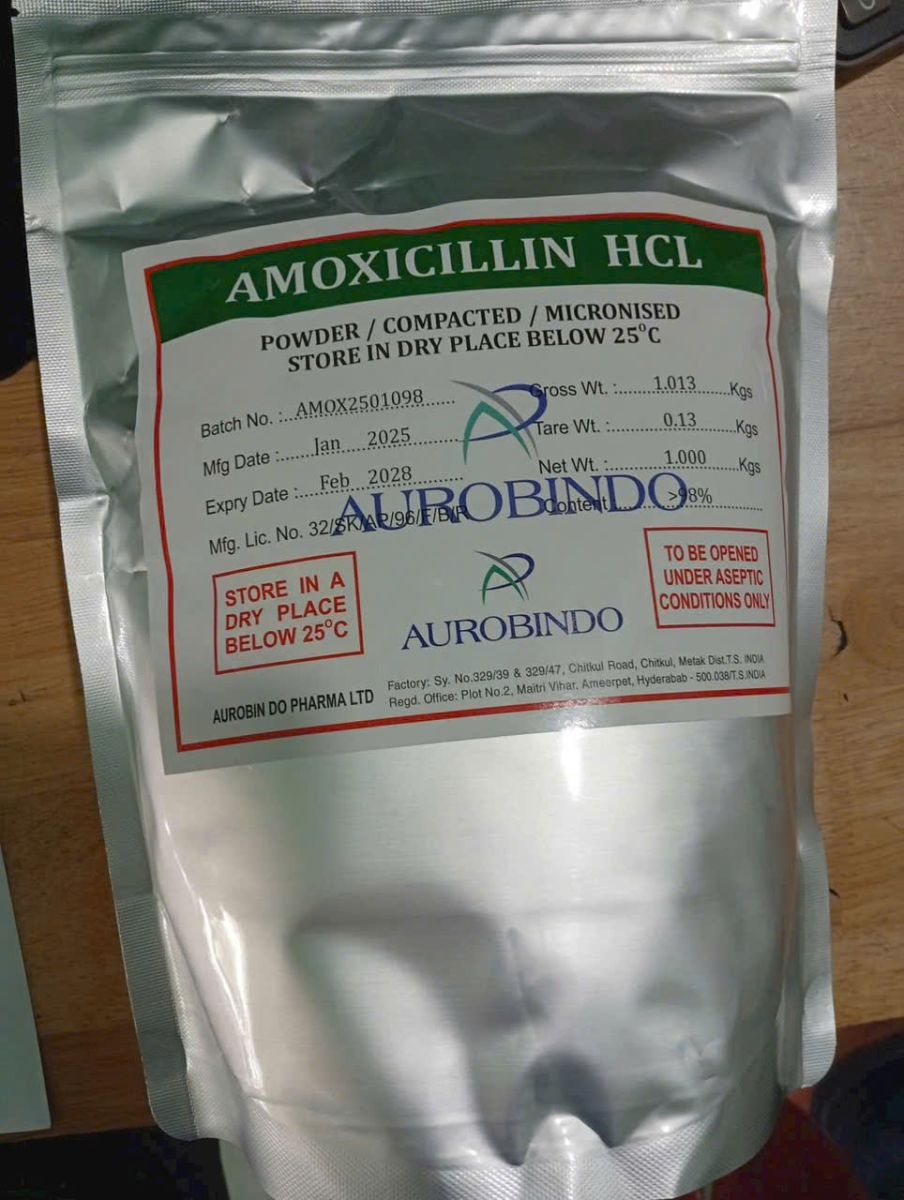 AMOXICILLIN HCL
POWDER / COMPACTED / MICRONISED
STORE IN DRY PLACE BELOW 25°C
Batch No. : AMOX2501098
Mfg Date : Jan 2025
Expry Date : Feb 2028
Mfg. Lic. No. 32/SK/AP/96/F/B/R
Gross Wt. : 1.013 Kgs
Tare Wt. : 0.13 Kgs
Net Wt. : 1.000 Kgs
Content : >98%
AUROBINDO
STORE IN A
DRY PLACE
BELOW 25°C
AUROBINDO
TO BE OPENED
UNDER ASEPTIC
CONDITIONS ONLY
AUROBIN DO PHARMA LTD
Factory: Sy. No.329/39 & 329/47, Chitkul Road, Chitkul, Metak Dist.T.S. INDIA
Regd. Office: Plot No.2, Maitri Vihar, Ameerpet, Hyderabab - 500.038/T.S.INDIA